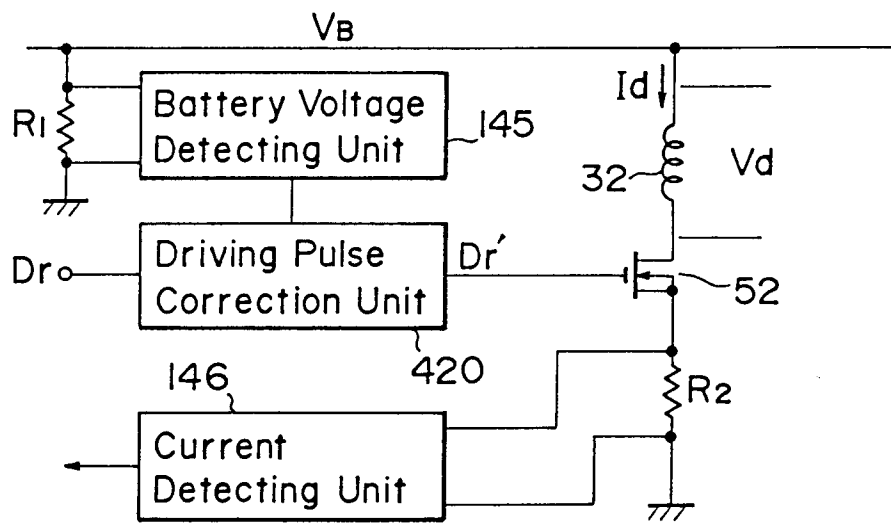 VB
Id
R1
Battery Voltage
Detecting Unit
145
32
Vd
Dr
Driving Pulse
Correction Unit
Dr'
52
420
146
R2
Current
Detecting Unit